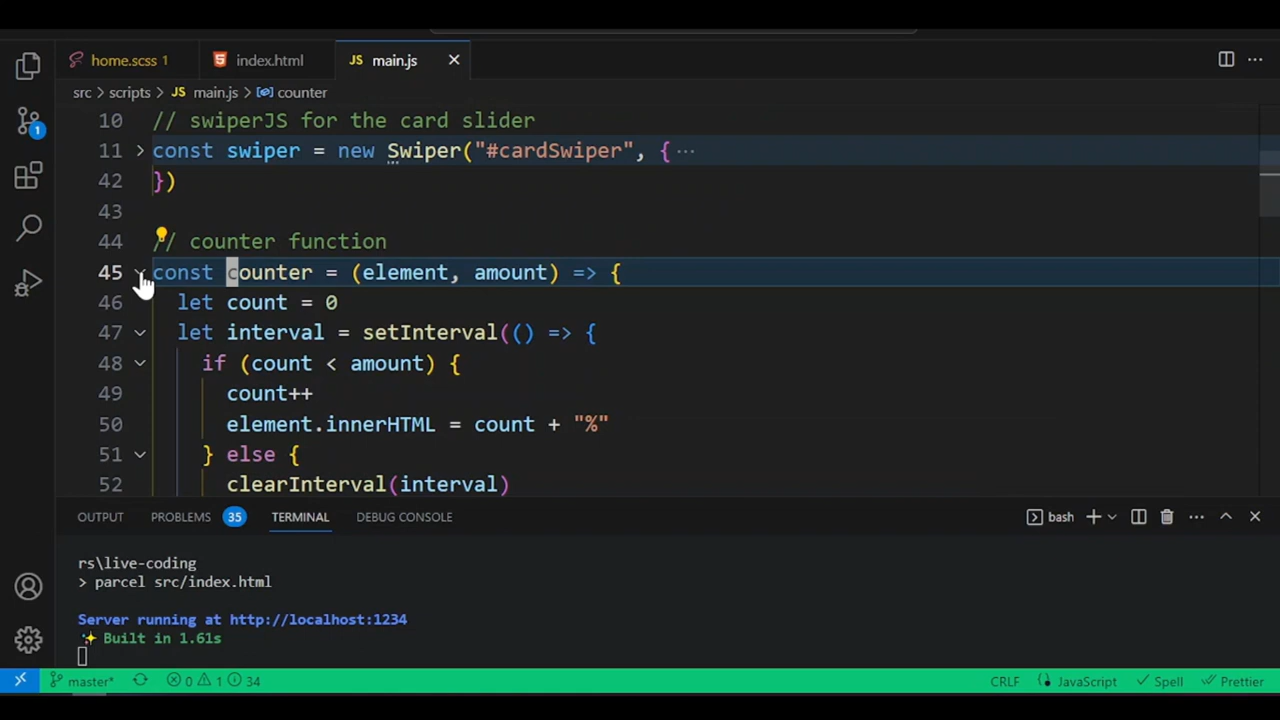 home.scss 1
index.html
JS main.js
src > scripts > JS main.js > counter
10 // swiperJS for the card slider
11 const swiper = new Swiper("#cardSwiper", { ···
42 })
43
44 // counter function
45 const counter = (element, amount) => {
46 let count = 0
47 let interval = setInterval(() => {
48 if (count < amount) {
49 count++
50 element.innerHTML = count + "%"
51 } else {
52 clearInterval(interval)
1
OUTPUT PROBLEMS 35 TERMINAL DEBUG CONSOLE
bash
rs\live-coding
> parcel src/index.html
Server running at http://localhost:1234
✨ Built in 1.61s
master* 0 1 34 CRLF JavaScript Spell Prettier